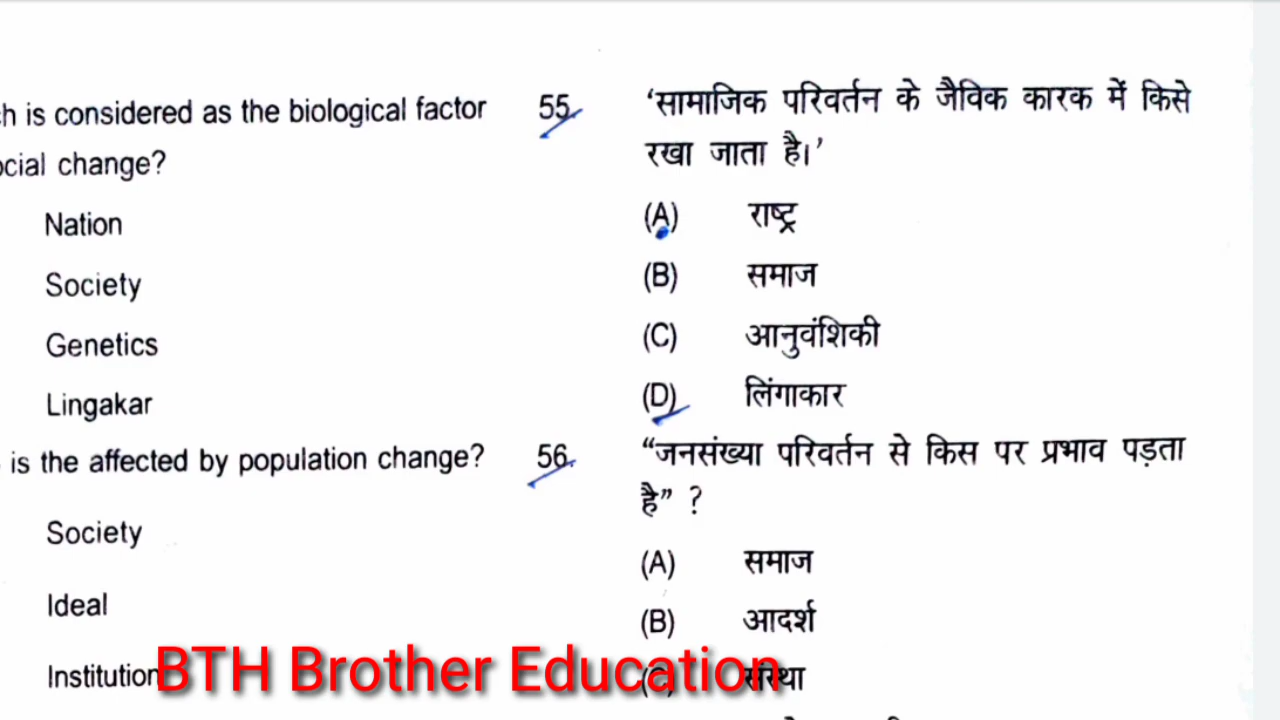 h is considered as the biological factor
ocial change?
Nation
Society
Genetics
Lingakar
is the affected by population change?
Society
Ideal
Institution
55.
‘सामाजिक परिवर्तन के जैविक कारक में किसे
रखा जाता है।’
(A) राष्ट्र
(B) समाज
(C) आनुवंशिकी
(D) लिंगाकार
56.
“जनसंख्या परिवर्तन से किस पर प्रभाव पड़ता
है” ?
(A) समाज
(B) आदर्श
(C) संस्था
BTH Brother Education